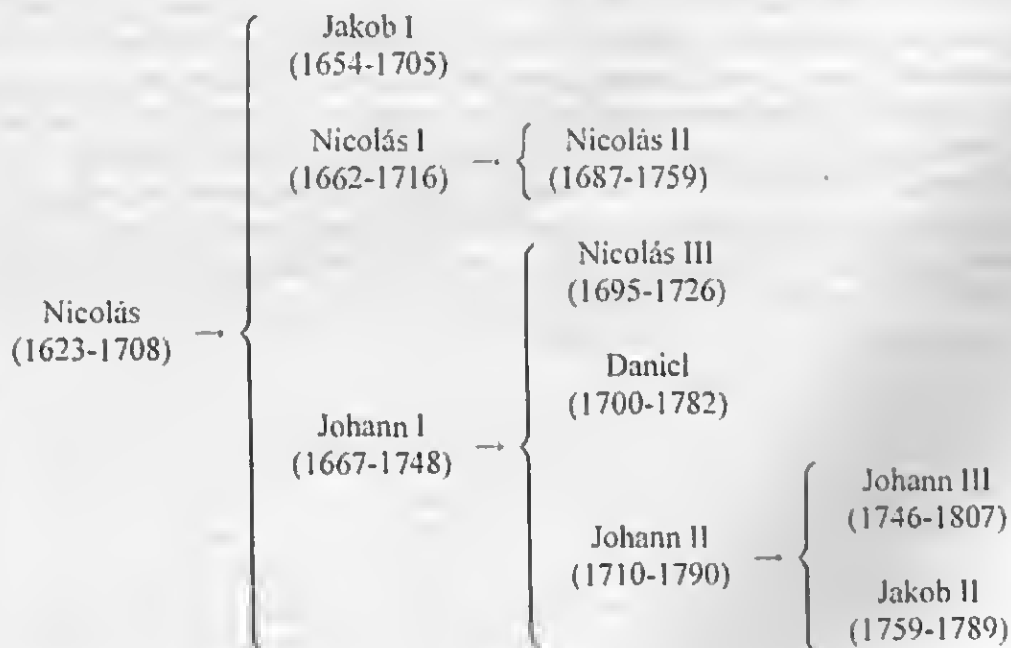 Jakob I
(1654-1705)
Nicolás I
(1662-1716)
Nicolás II
(1687-1759)
Nicolás III
(1695-1726)
Nicolás
(1623-1708)
Daniel
(1700-1782)
Johann I
(1667-1748)
Johann II
(1710-1790)
Johann III
(1746-1807)
Jakob II
(1759-1789)